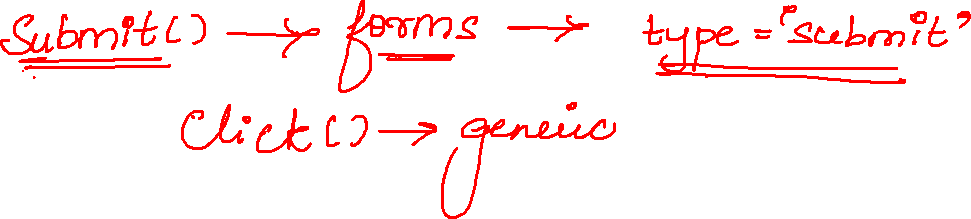 Submit() → forms → type = "submit"
Click() → generic